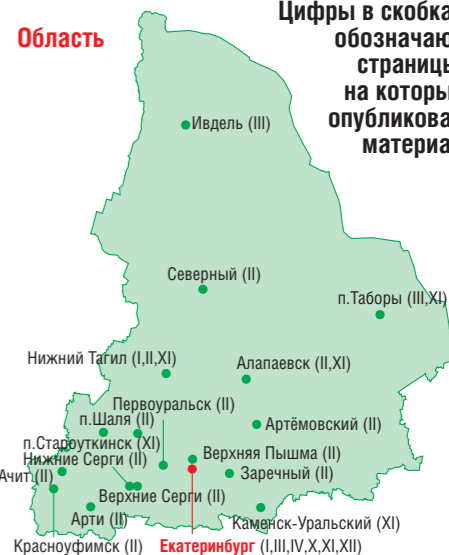 Область
Цифры в скобка
обозначаю
страницы
на которы
опубликова
материа
Ивдель (III)
Северный (II)
п.Таборы (III,XI)
Нижний Тагил (I,II,XI)
Алапаевск (II,XI)
Первоуральск (II)
п.Шаля (II)
Артёмовский (II)
п.Староуткинск (XI)
Верхняя Пышма (II)
Нижние Серги (II)
Заречный (II)
Ачит (II)
Верхние Серги (II)
Арти (II)
Каменск-Уральский (XI)
Красноуфимск (II)
Екатеринбург (I,III,IV,X,XI,XII)